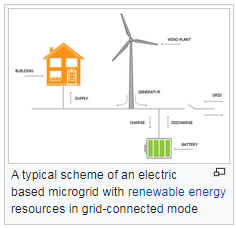 WIND PLANT
BUILDING
GENERATOR
GRID
SUPPLY
CHARGE
DISCHARGE
BATTERY
A typical scheme of an electric
based microgrid with renewable energy
resources in grid-connected mode